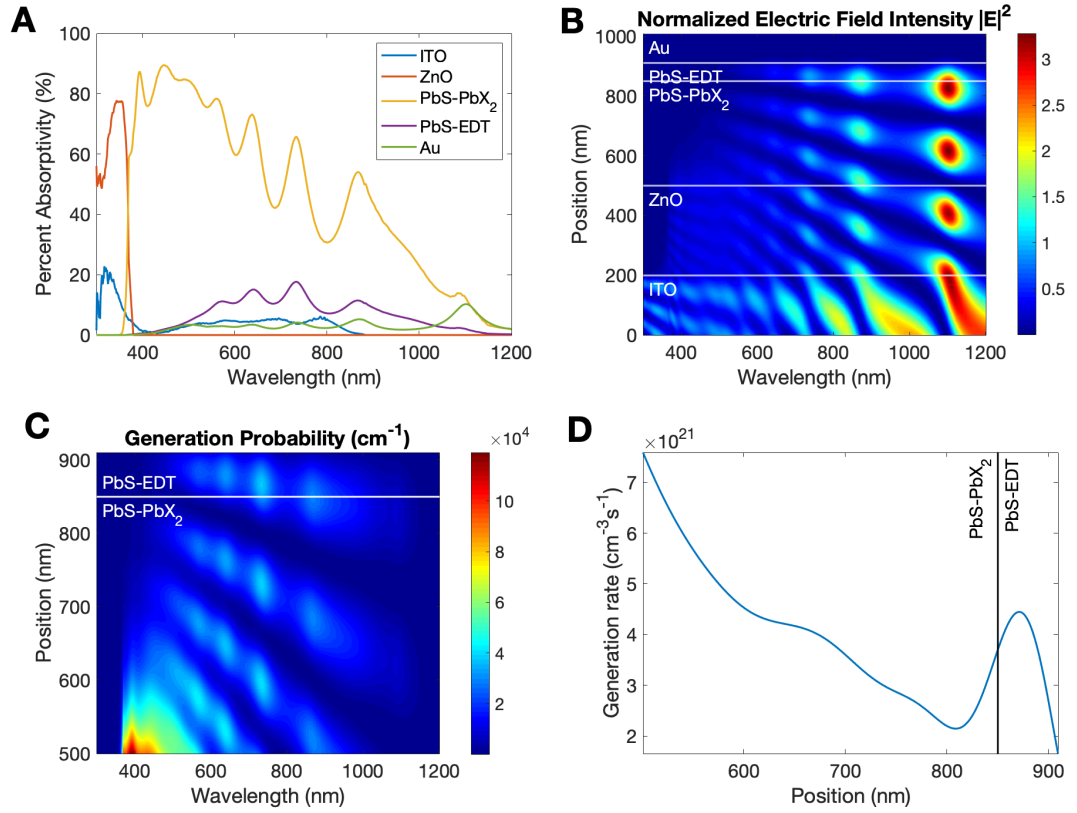 A
100
80
60
40
20
0
Percent Absorptivity (%)
400
600
800
1000
1200
Wavelength (nm)
ITO
ZnO
PbS-PbX2
PbS-EDT
Au
B
Normalized Electric Field Intensity |E|²
1000
800
600
400
200
0
Position (nm)
Au
PbS-EDT
PbS-PbX2
ZnO
ITO
400
600
800
1000
1200
Wavelength (nm)
3
2.5
2
1.5
1
0.5
C
Generation Probability (cm⁻¹)
×10⁴
900
800
700
600
500
Position (nm)
PbS-EDT
PbS-PbX2
400
600
800
1000
1200
Wavelength (nm)
10
8
6
4
2
D
×10²¹
7
6
5
4
3
2
Generation rate (cm⁻³s⁻¹)
PbS-PbX2
PbS-EDT
600
700
800
900
Position (nm)